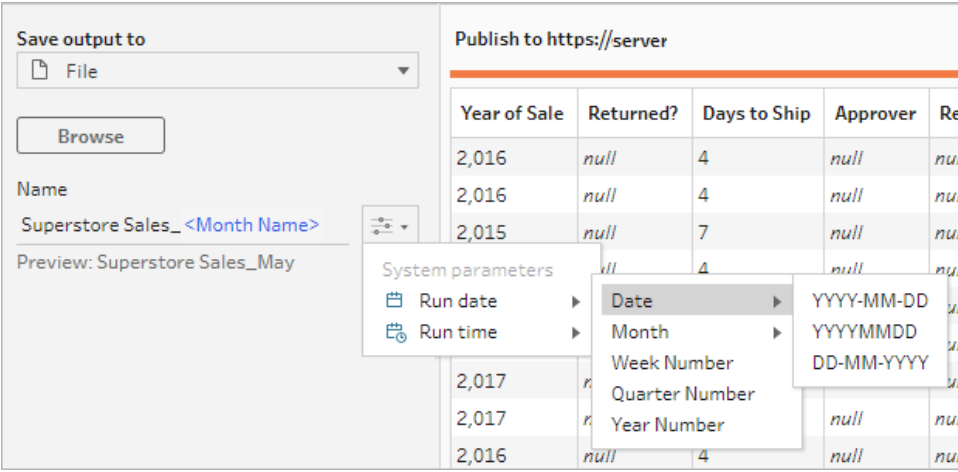 Save output to
File
Browse
Name
Superstore Sales_ <Month Name>
Preview: Superstore Sales_May
System parameters
Run date
Run time
Date
Month
Week Number
Quarter Number
Year Number
YYYY-MM-DD
YYYYMMDD
DD-MM-YYYY
Publish to https://server
Year of Sale Returned? Days to Ship Approver
2,016 null 4 null
2,016 null 4 null
2,015 7 null
4 null
2,017
2,017 null
2,016 null 4 null